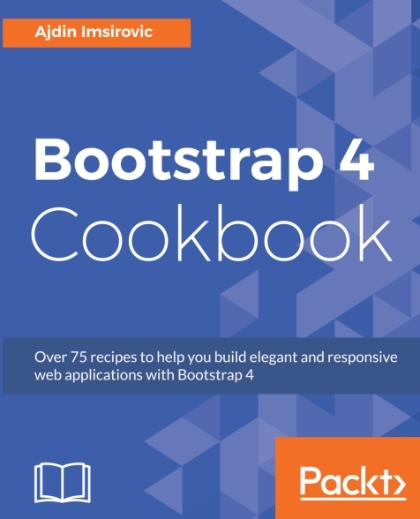 Ajdin Imsirovic
Bootstrap 4
Cookbook
Over 75 recipes to help you build elegant and responsive
web applications with Bootstrap 4
Packt>